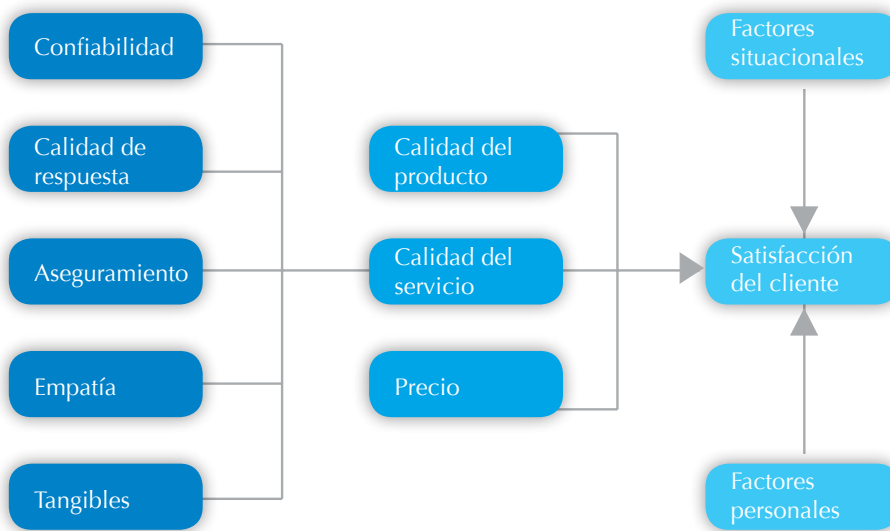 Confiabilidad
Calidad de
respuesta
Aseguramiento
Empatía
Tangibles
Calidad del
producto
Calidad del
servicio
Precio
Factores
situacionales
Satisfacción
del cliente
Factores
personales